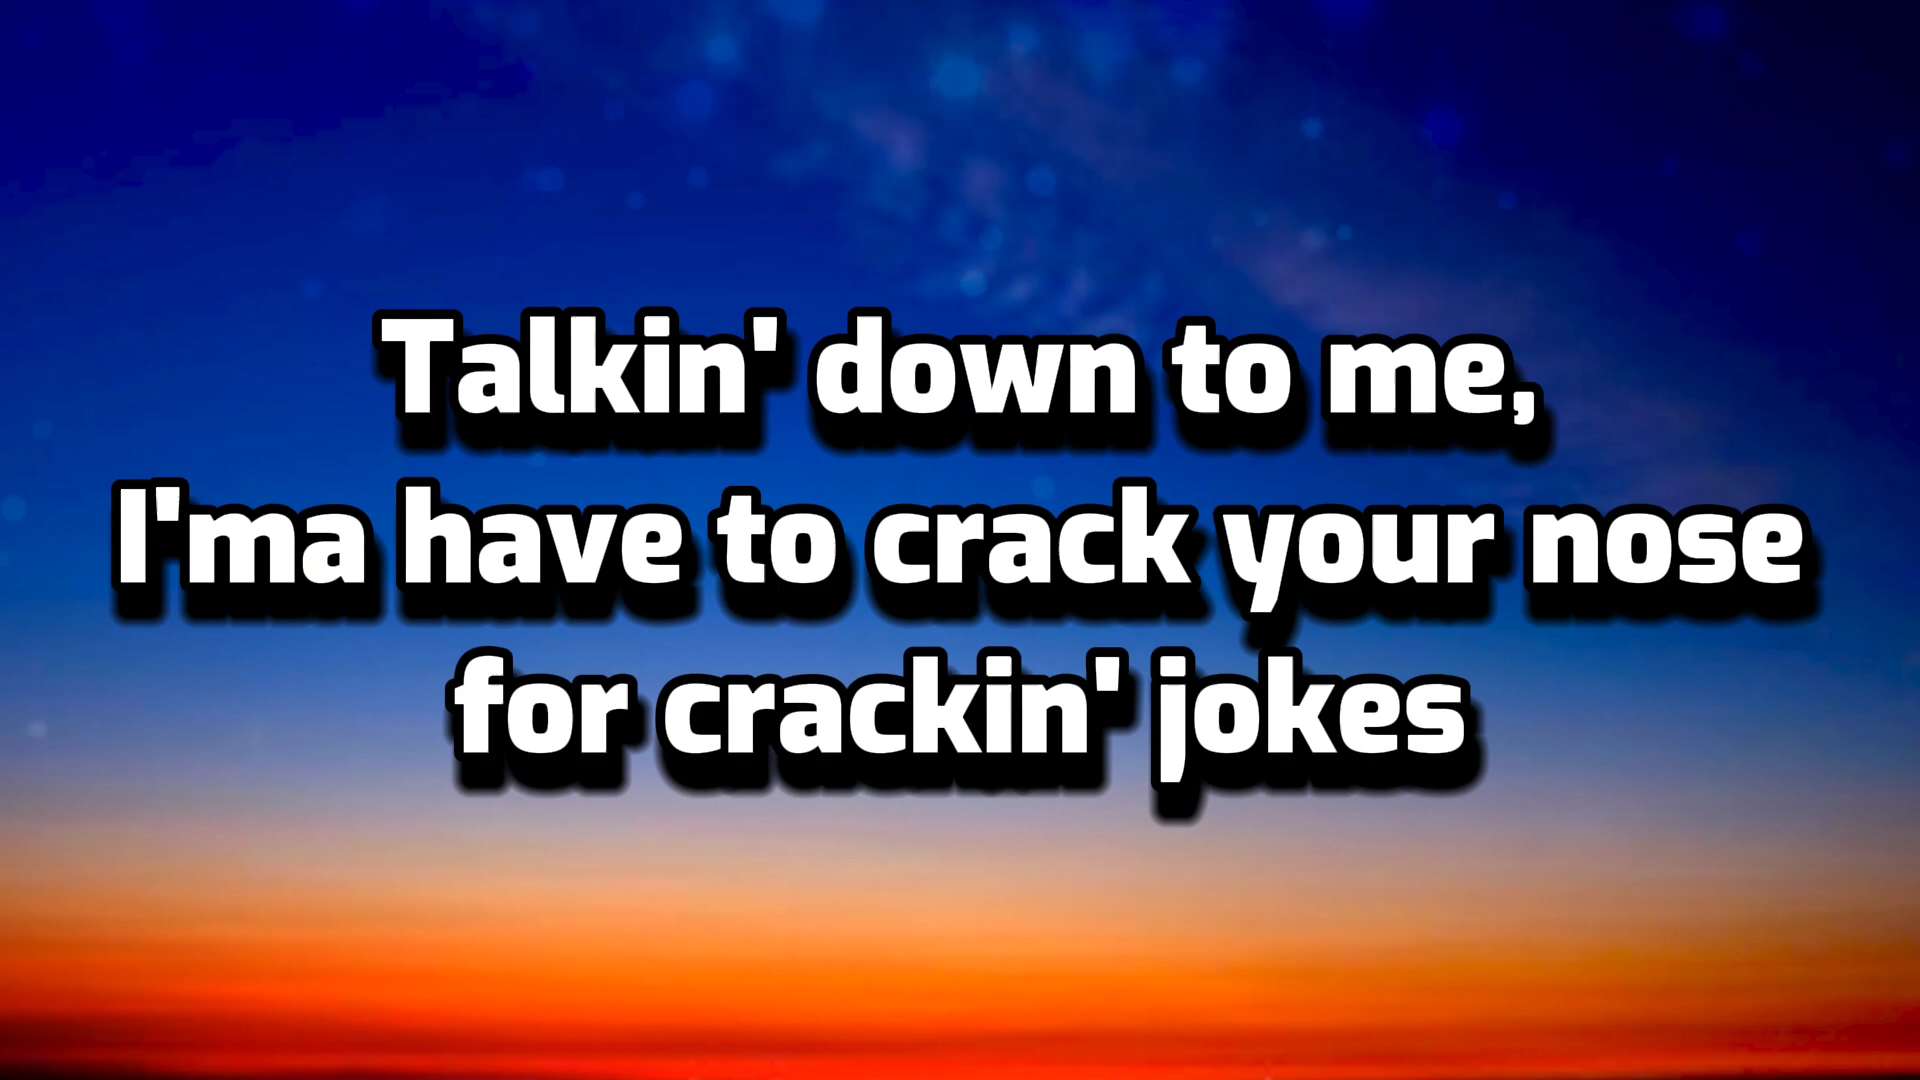 Talkin' down to me,
I'ma have to crack your nose
for crackin' jokes